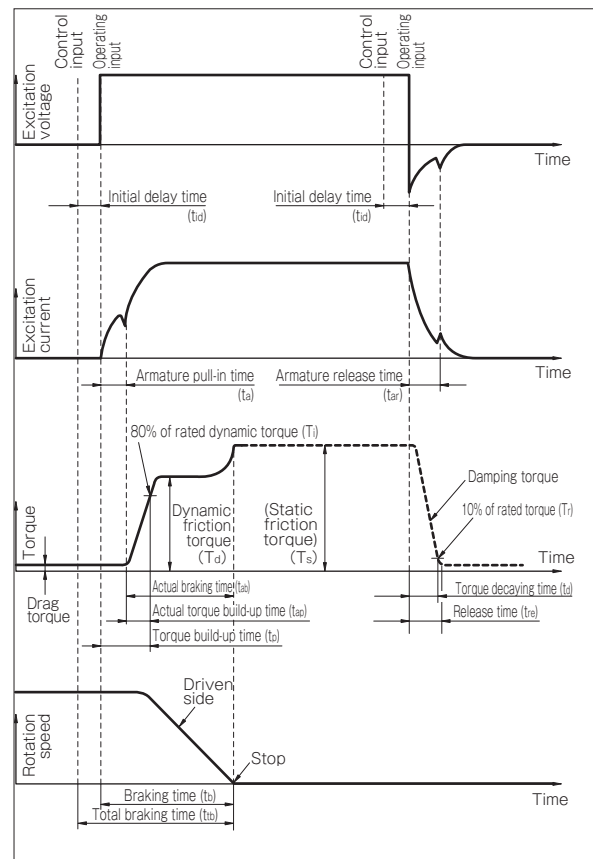 Control
input
Operating
input
Control
input
Operating
input
Excitation
voltage
Time
Initial delay time
(tid)
Initial delay time
(tid)
Excitation
current
Time
Armature pull-in time
(ta)
Armature release time
(tar)
80% of rated dynamic torque (Ti)
Torque
Dynamic
friction
torque
(Td)
(Static
friction
torque)
(Ts)
Damping torque
10% of rated torque (Tr)
Time
Drag
torque
Actual braking time (tab)
Actual torque build-up time (tap)
Torque build-up time (tp)
Torque decaying time (td)
Release time (tre)
Rotation
speed
Driven
side
Stop
Time
Braking time (tb)
Total braking time (ttb)